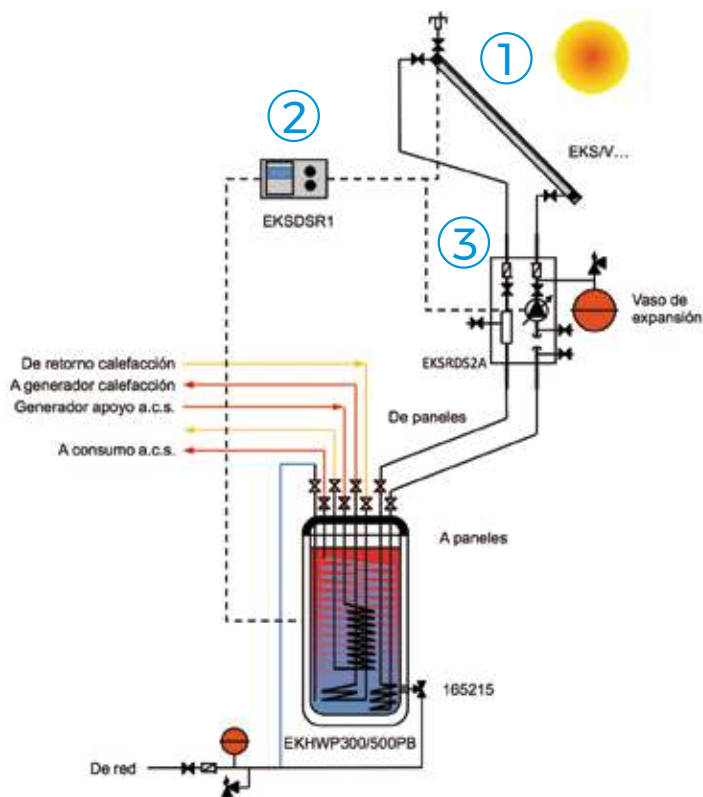 1
2
EKS/V...
EKSDSR1
3
Vaso de
expansión
De retorno calefacción
EKSRDS2A
A generador calefacción
Generador apoyo a.c.s.
De paneles
A consumo a.c.s.
A paneles
165215
EKHWP300/500PB
De red